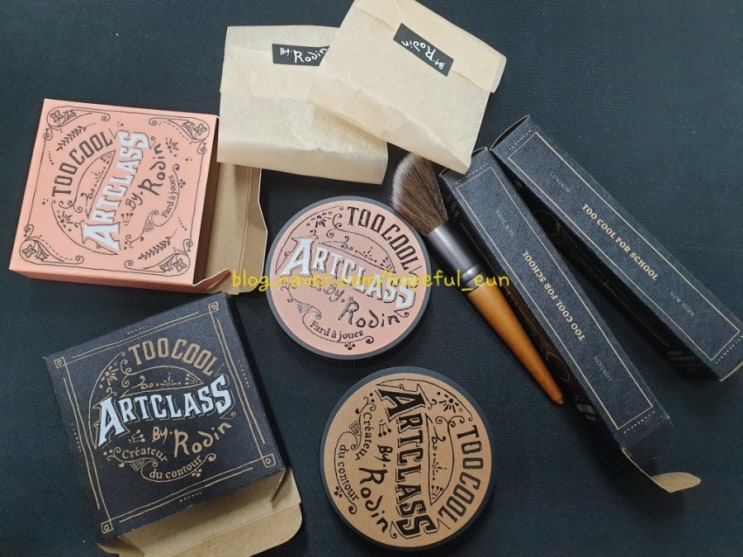 By. Rodin
By. Rodin
TOO COOL
ARTCLASS
By. Rodin
Fard à joues
TOO COOL
ARTCLASS
By. Rodin
Fard à joues
TOO COOL FOR SCHOOL
NEW YORK
TOO COOL FOR SCHOOL
LONDON
LONDON
blog.naver.com/hopeful_eun
TOO COOL
ARTCLASS
By. Rodin
Créateur
du contour
TOO COOL
ARTCLASS
By. Rodin
Créateur
du contour